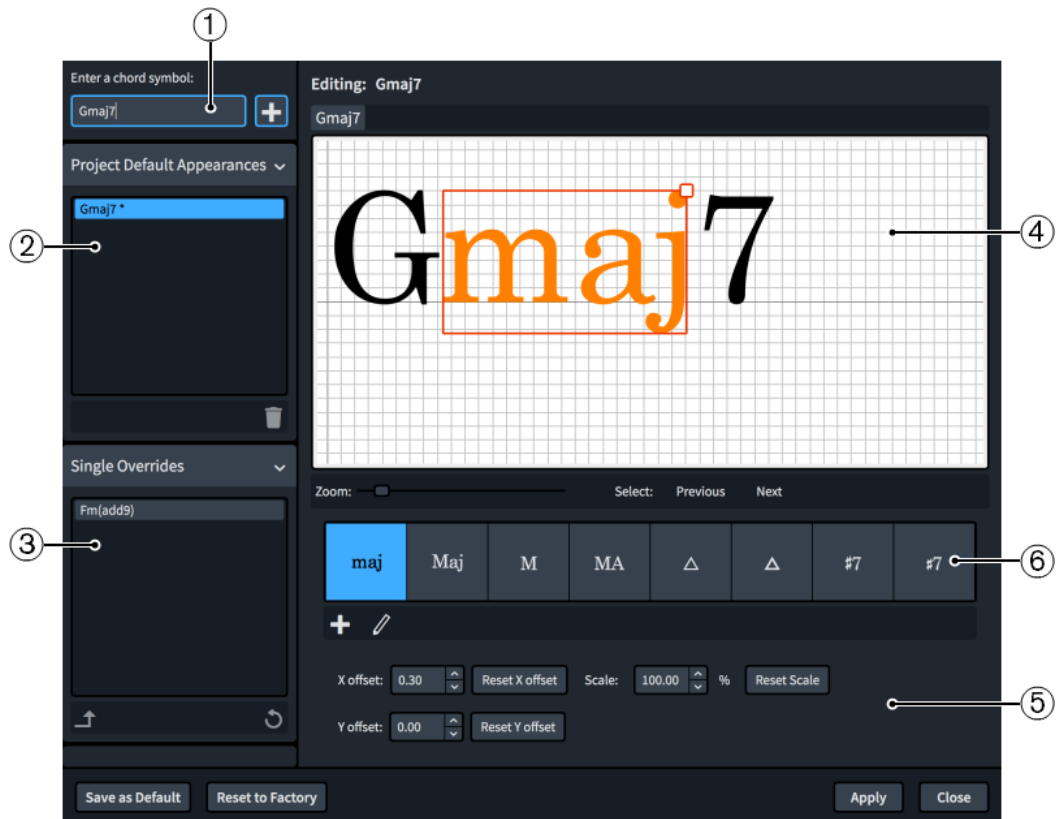 ①
Enter a chord symbol:
Gmaj7
Project Default Appearances
Gmaj7 *
②
Single Overrides
Fm(add9)
③
Editing: Gmaj7
Gmaj7
Gmaj7
④
Zoom: Select: Previous Next
maj Maj M MA △ △ ♯7 ♯7
⑥
X offset: 0.30 Reset X offset Scale: 100.00 % Reset Scale
⑤
Y offset: 0.00 Reset Y offset
Save as Default Reset to Factory Apply Close